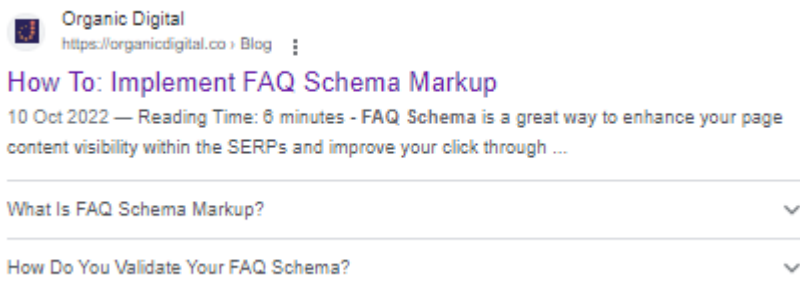 Organic Digital
https://organicdigital.co › Blog
How To: Implement FAQ Schema Markup
10 Oct 2022 — Reading Time: 6 minutes - FAQ Schema is a great way to enhance your page
content visibility within the SERPs and improve your click through ...
What Is FAQ Schema Markup?
How Do You Validate Your FAQ Schema?